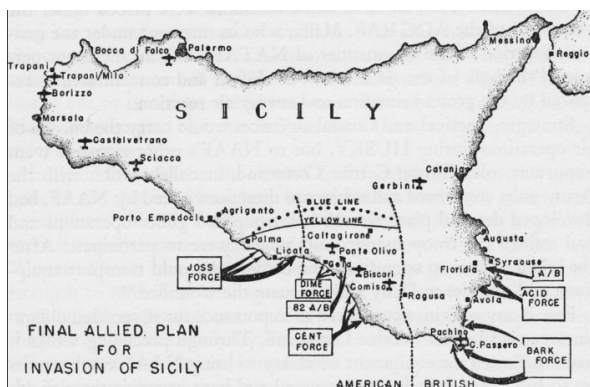 Bocca di Falco
Palermo
Messina
Reggio
Trapani
Trapani/Milo
Borizzo
Marsala
SICILY
Castelvetrano
Sciacca
Catania
Gerbini
Porto Empedocle
Agrigento
BLUE LINE
YELLOW LINE
Caltagirone
Augusta
Palma
Licata
Ponte Olivo
Syracuse
JOSS
FORCE
Gela
Floridia
1 A/B
DIME
FORCE
Biscari
Comiso
82 A/B
Avola
ACID
FORCE
Ragusa
CENT
FORCE
Pachino
C. Passero
BARK
FORCE
FINAL ALLIED PLAN
FOR
INVASION OF SICILY
AMERICAN
BRITISH